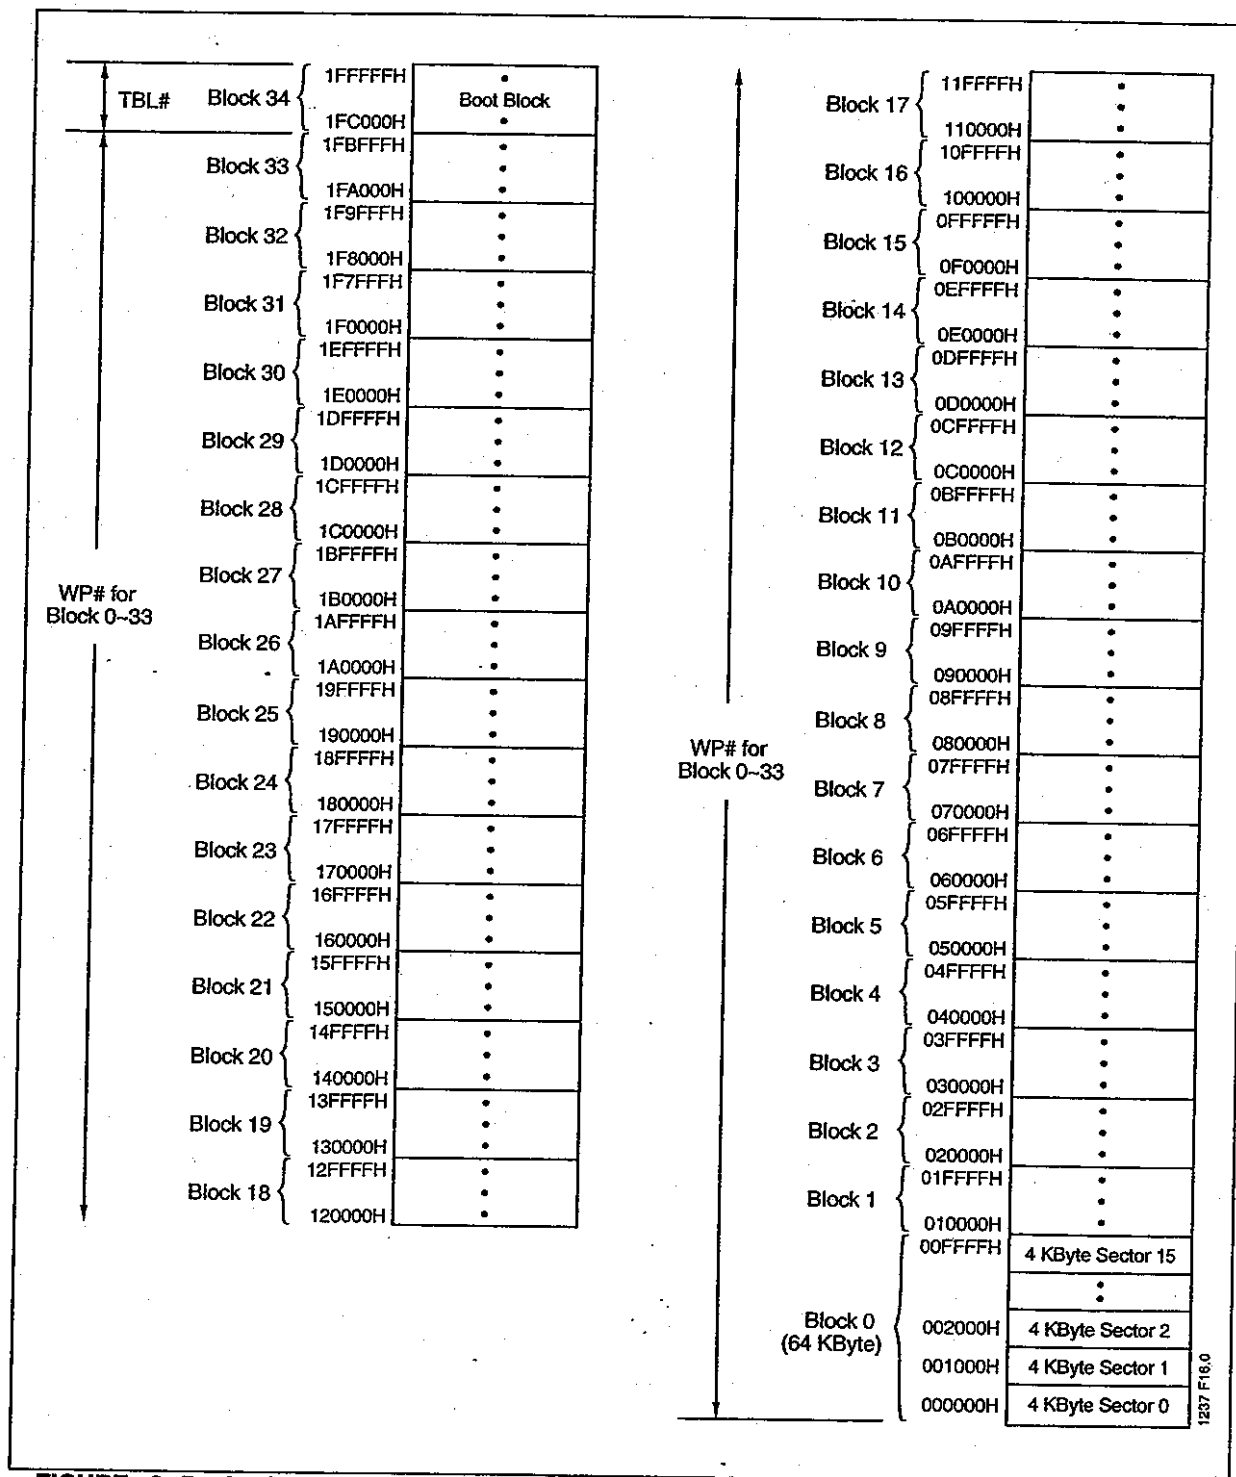 TBL#
Block 34
1FFFFFH
Boot Block
1FC000H
Block 33
1FBFFFH
1FA000H
Block 32
1F9FFFH
1F8000H
Block 31
1F7FFFH
1F0000H
Block 30
1EFFFFH
1E0000H
Block 29
1DFFFFH
1D0000H
Block 28
1CFFFFH
1C0000H
Block 27
1BFFFFH
1B0000H
WP# for
Block 0~33
Block 26
1AFFFFH
1A0000H
Block 25
19FFFFH
190000H
Block 24
18FFFFH
180000H
Block 23
17FFFFH
170000H
Block 22
16FFFFH
160000H
Block 21
15FFFFH
150000H
Block 20
14FFFFH
140000H
Block 19
13FFFFH
130000H
Block 18
12FFFFH
120000H
Block 17
11FFFFH
110000H
Block 16
10FFFFH
100000H
Block 15
0FFFFFH
0F0000H
Block 14
0EFFFFH
0E0000H
Block 13
0DFFFFH
0D0000H
Block 12
0CFFFFH
0C0000H
Block 11
0BFFFFH
0B0000H
Block 10
0AFFFFH
0A0000H
Block 9
09FFFFH
090000H
Block 8
08FFFFH
080000H
WP# for
Block 0~33
Block 7
07FFFFH
070000H
Block 6
06FFFFH
060000H
Block 5
05FFFFH
050000H
Block 4
04FFFFH
040000H
Block 3
03FFFFH
030000H
Block 2
02FFFFH
020000H
Block 1
01FFFFH
010000H
Block 0
(64 KByte)
00FFFFH
4 KByte Sector 15
002000H
4 KByte Sector 2
001000H
4 KByte Sector 1
000000H
4 KByte Sector 0
1237 F16.0